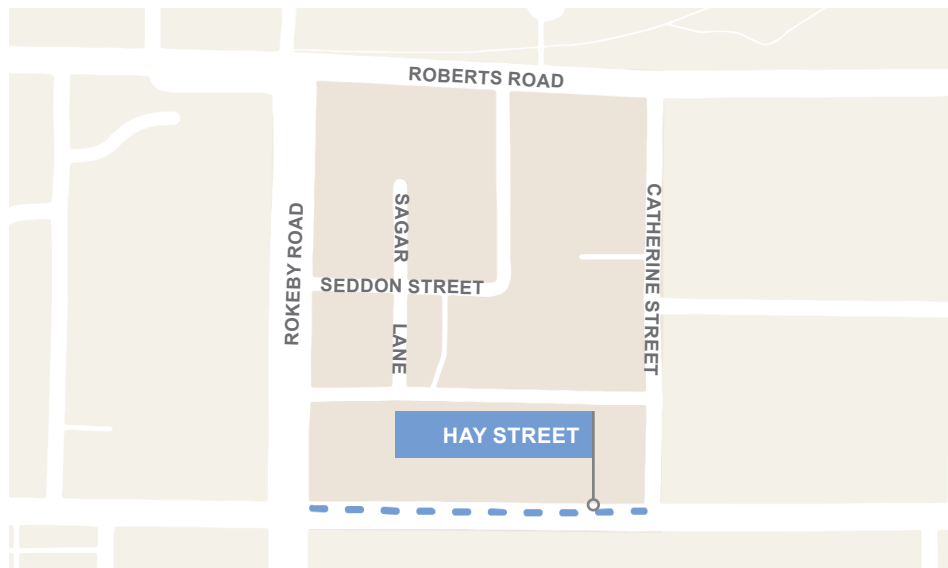 ROBERTS ROAD
ROKEBY ROAD
SAGAR LANE
CATHERINE STREET
SEDDON STREET
HAY STREET